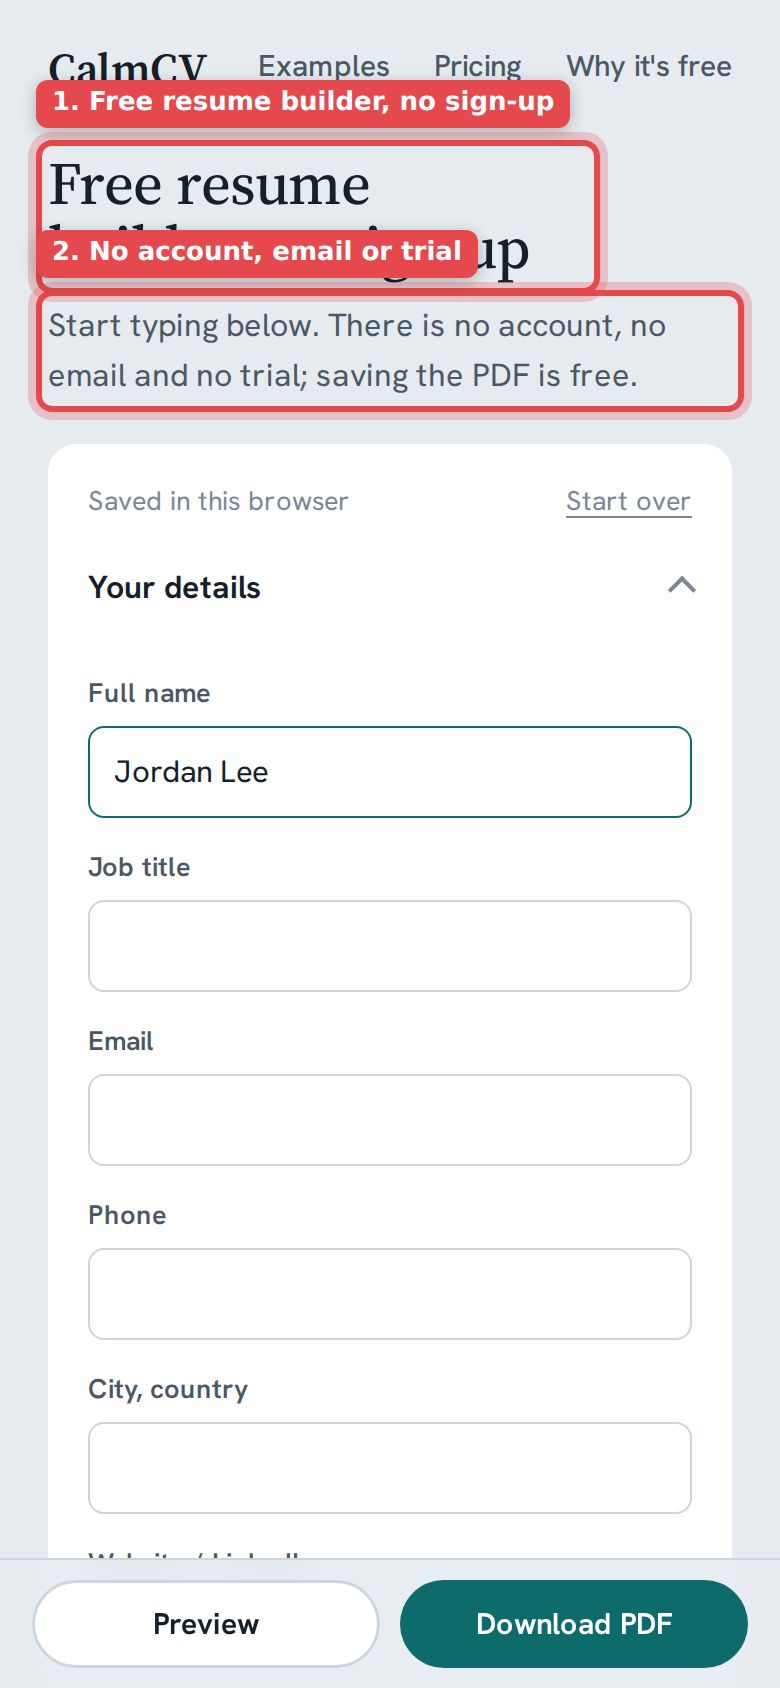 CalmCV Examples Pricing Why it's free
1. Free resume builder, no sign-up
Free resume
2. No account, email or trial
up
Start typing below. There is no account, no
email and no trial; saving the PDF is free.
Saved in this browser Start over
Your details
Full name
Jordan Lee
Job title
Email
Phone
City, country
Preview Download PDF